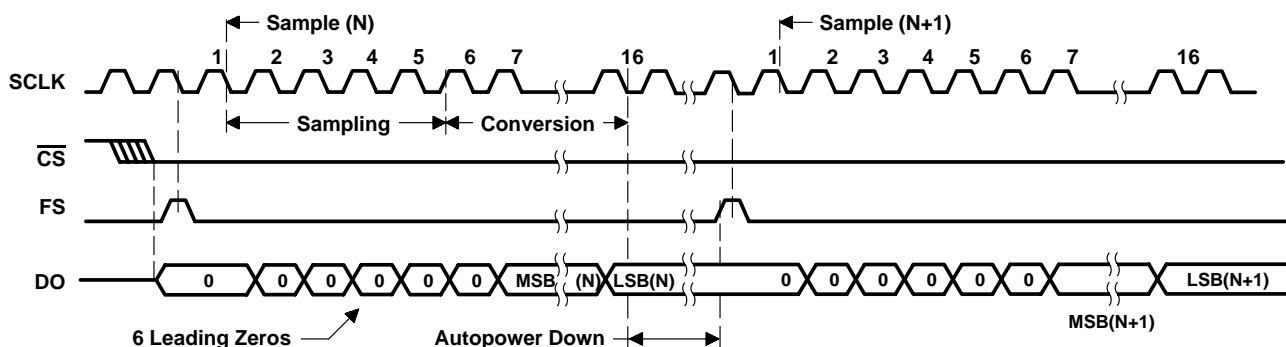 Sample (N) Sample (N+1)
1 2 3 4 5 6 7 16 1 2 3 4 5 6 7 16
SCLK
Sampling Conversion
CS
FS
DO 0 0 0 0 0 0 MSB (N) LSB(N) 0 0 0 0 0 0 LSB(N+1)
MSB(N+1)
6 Leading Zeros Autopower Down